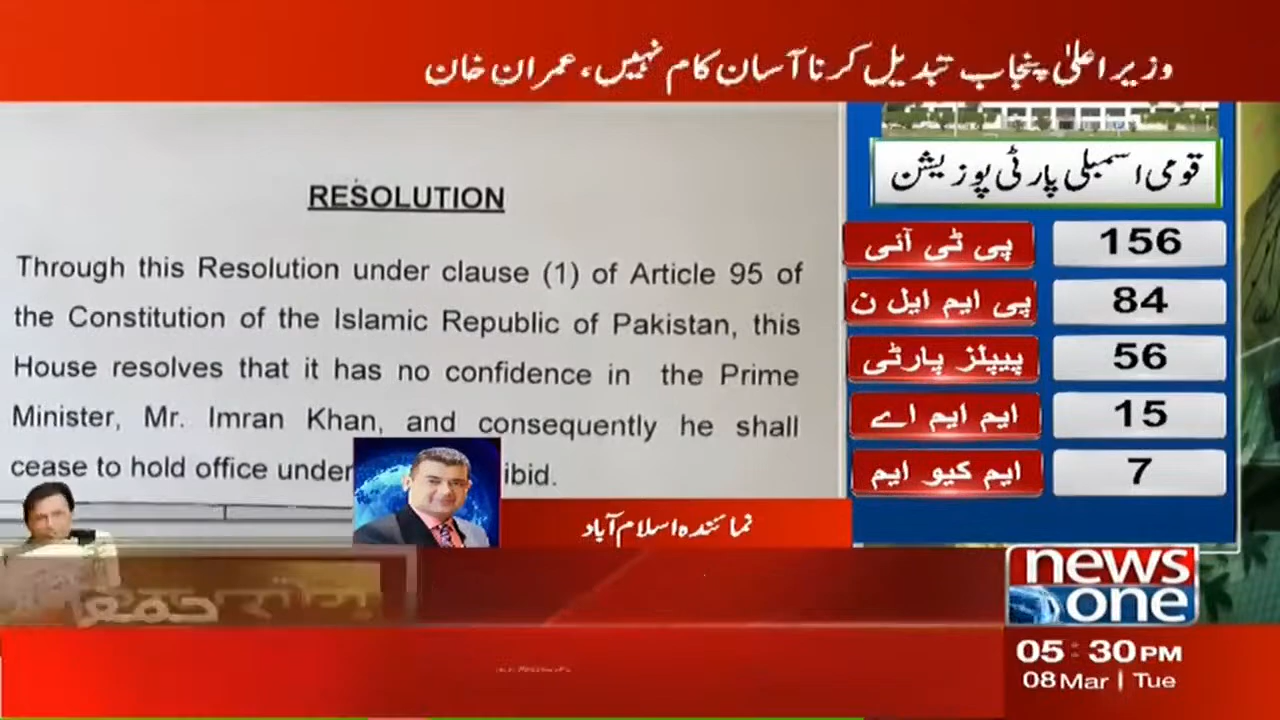 وزیر اعلیٰ پنجاب تبدیل کرنا آسان کام نہیں، عمران خان
RESOLUTION
Through this Resolution under clause (1) of Article 95 of
the Constitution of the Islamic Republic of Pakistan, this
House resolves that it has no confidence in the Prime
Minister, Mr. Imran Khan, and consequently he shall
cease to hold office under ibid.
قومی اسمبلی پارٹی پوزیشن
پی ٹی آئی 156
پی ایم ایل ن 84
پیپلز پارٹی 56
ایم ایم اے 15
ایم کیو ایم 7
نمائندہ اسلام آباد
news
one
05:30 PM
08 Mar | Tue